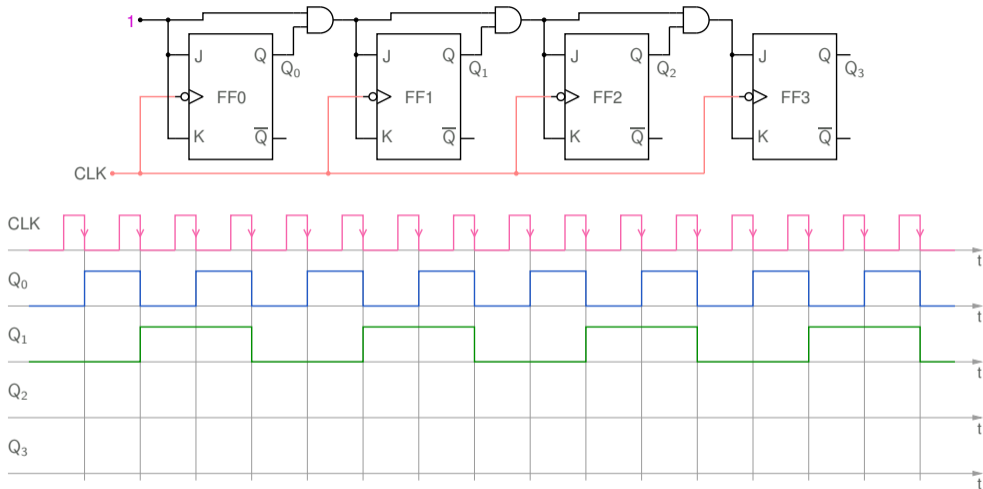 1
J Q J Q J Q J Q
Q₀ Q₁ Q₂ Q₃
FF0 FF1 FF2 FF3
K Q̅ K Q̅ K Q̅ K Q̅
CLK
CLK
t
Q₀
t
Q₁
t
Q₂
t
Q₃
t